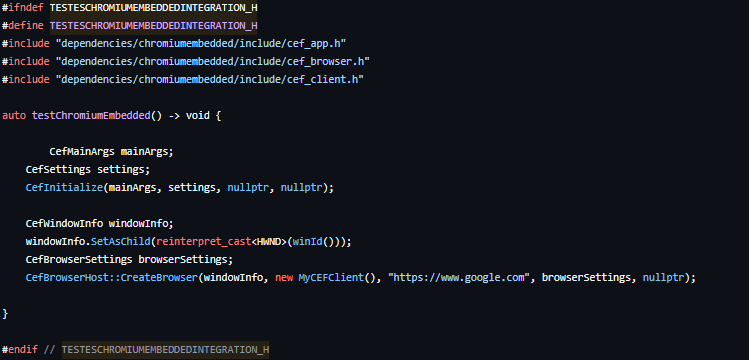 #ifndef TESTESCHROMIUMEMBEDDEDINTEGRATION_H
#define TESTESCHROMIUMEMBEDDEDINTEGRATION_H
#include "dependencies/chromiumembedded/include/cef_app.h"
#include "dependencies/chromiumembedded/include/cef_browser.h"
#include "dependencies/chromiumembedded/include/cef_client.h"
auto testChromiumEmbedded() -> void {
CefMainArgs mainArgs;
CefSettings settings;
CefInitialize(mainArgs, settings, nullptr, nullptr);
CefWindowInfo windowInfo;
windowInfo.SetAsChild(reinterpret_cast<HWND>(winId()));
CefBrowserSettings browserSettings;
CefBrowserHost::CreateBrowser(windowInfo, new MyCEFClient(), "https://www.google.com", browserSettings, nullptr);
}
#endif // TESTESCHROMIUMEMBEDDEDINTEGRATION_H